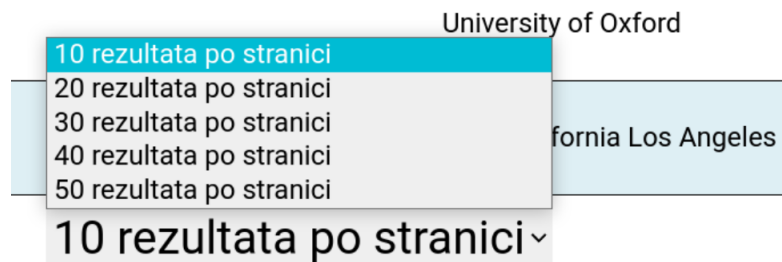 University of Oxford
10 rezultata po stranici
20 rezultata po stranici
30 rezultata po stranici
fornia Los Angeles
40 rezultata po stranici
50 rezultata po stranici
10 rezultata po stranici